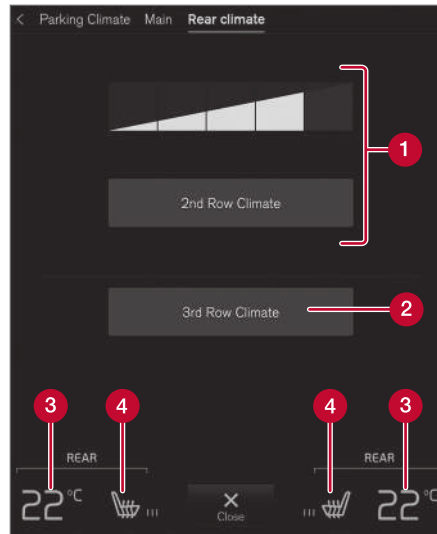 < Parking Climate Main Rear climate
1
2nd Row Climate
3rd Row Climate 2
3 4 4 3
REAR REAR
22°C 22°C
Close